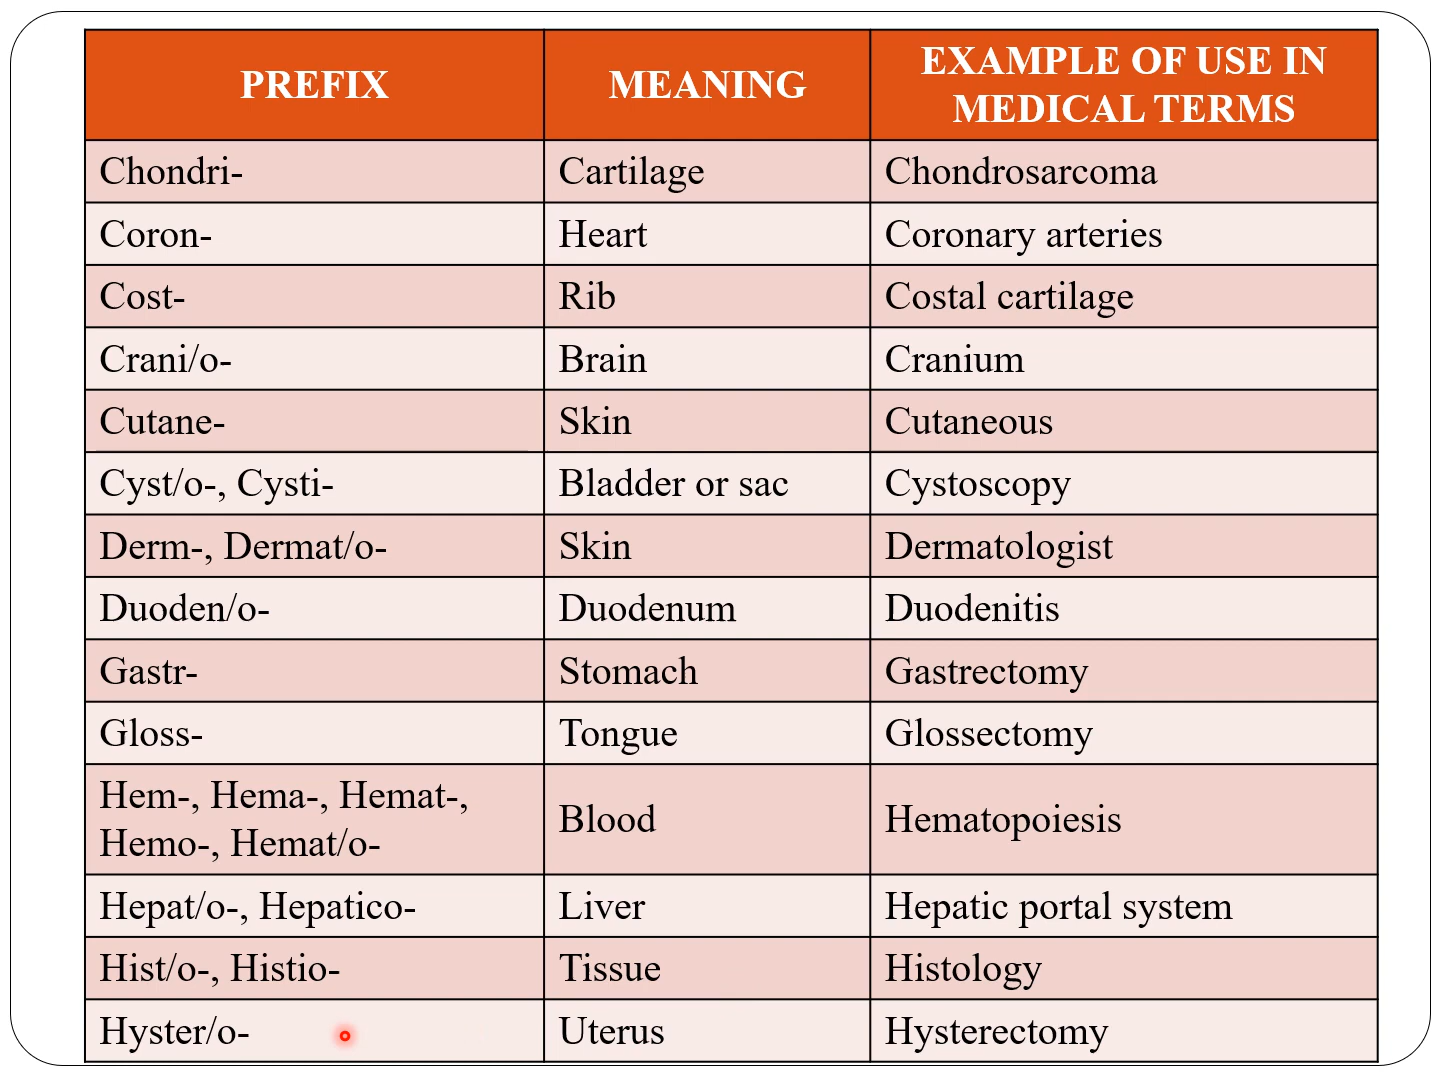 PREFIX MEANING EXAMPLE OF USE IN
MEDICAL TERMS
Chondri- Cartilage Chondrosarcoma
Coron- Heart Coronary arteries
Cost- Rib Costal cartilage
Crani/o- Brain Cranium
Cutane- Skin Cutaneous
Cyst/o-, Cysti- Bladder or sac Cystoscopy
Derm-, Dermat/o- Skin Dermatologist
Duoden/o- Duodenum Duodenitis
Gastr- Stomach Gastrectomy
Gloss- Tongue Glossectomy
Hem-, Hema-, Hemat-,
Hemo-, Hemat/o- Blood Hematopoiesis
Hepat/o-, Hepatico- Liver Hepatic portal system
Hist/o-, Histio- Tissue Histology
Hyster/o- Uterus Hysterectomy